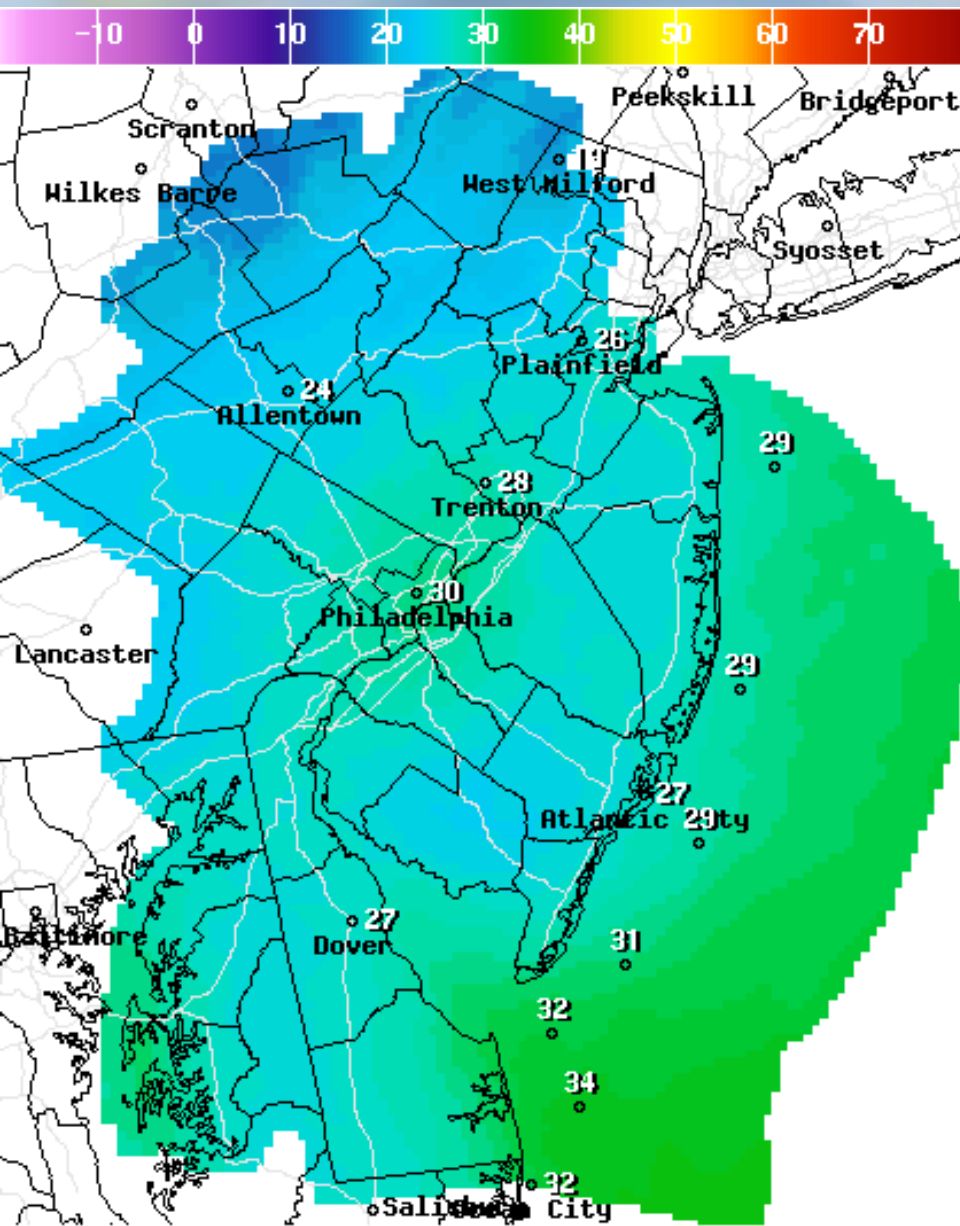 -10 0 10 20 30 40 50 60 70
Peekskill
Bridgeport
Scranton
19
West Milford
Wilkes Barre
Syosset
26
Plainfield
24
Allentown
29
28
Trenton
30
Philadelphia
Lancaster
29
27
Atlantic City
29
27
Dover
Baltimore
31
32
34
32
Salisbury
Ocean City